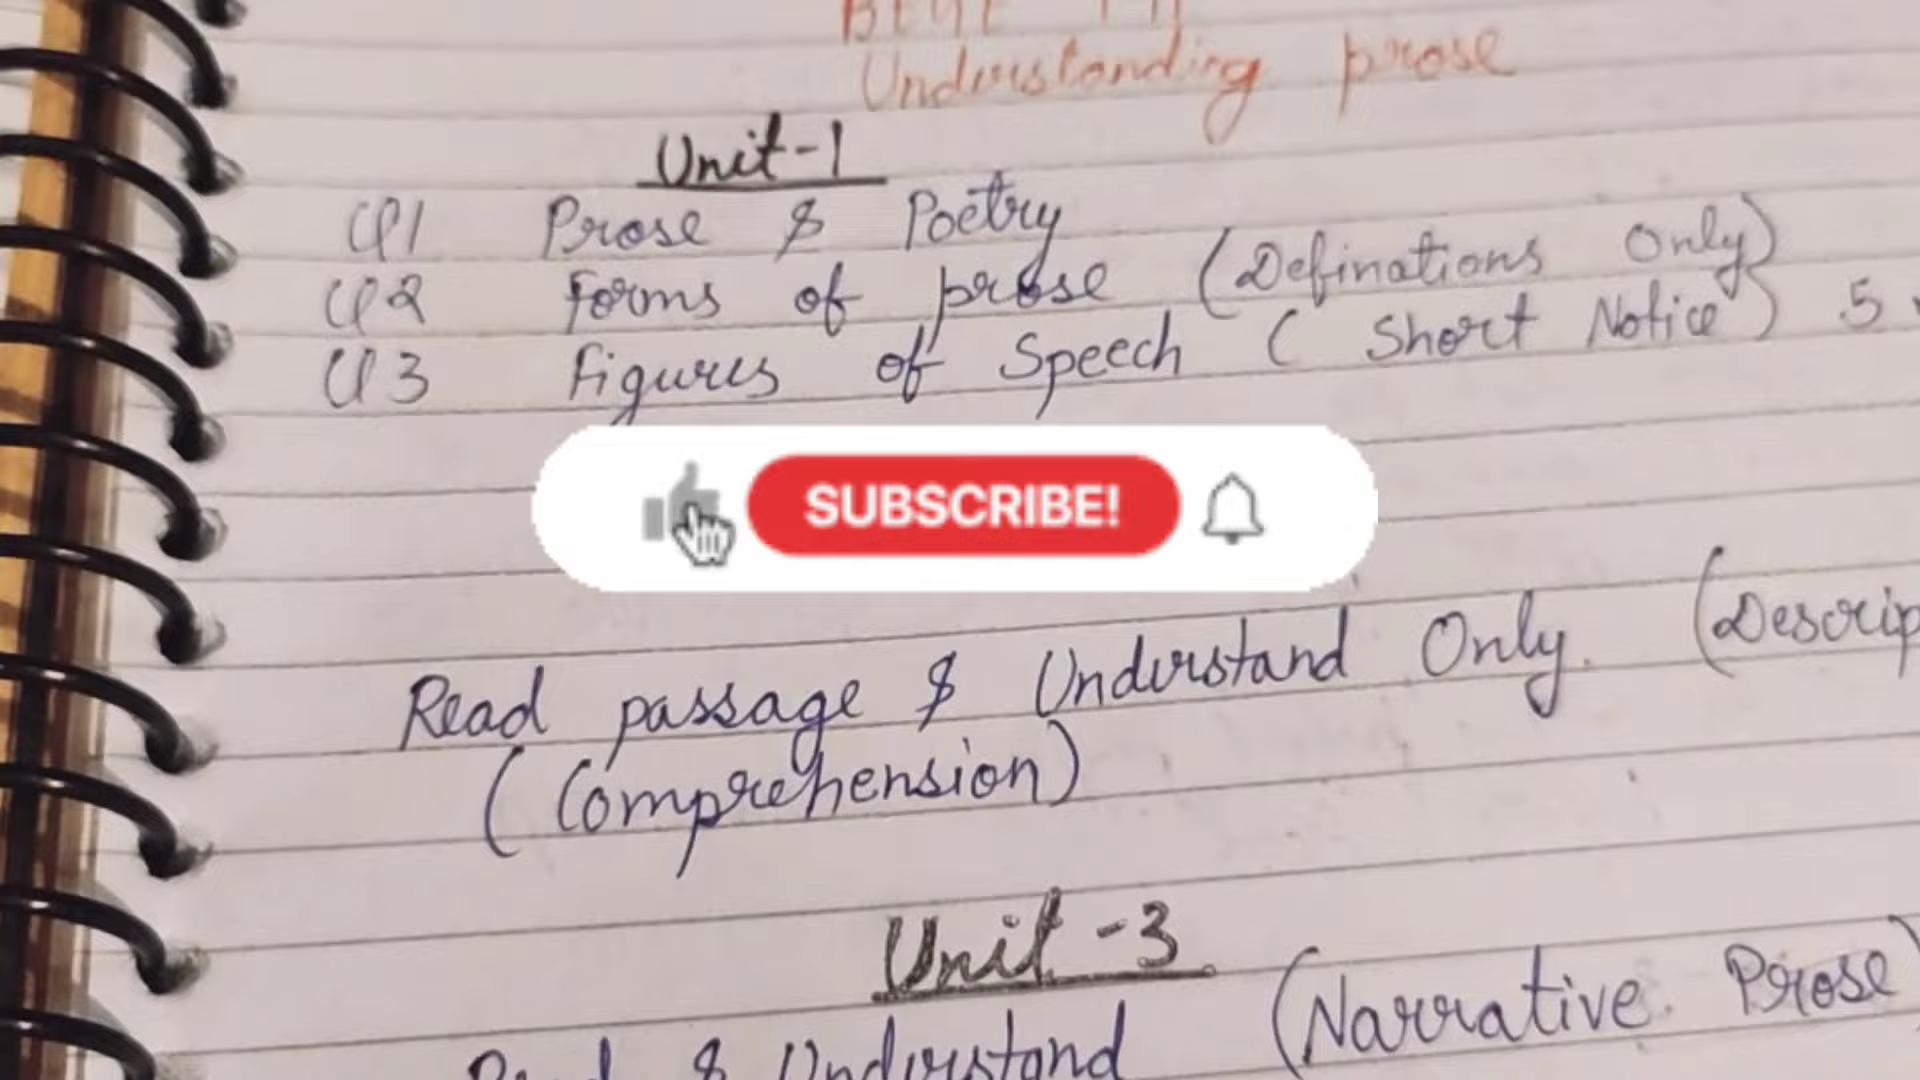 Understanding prose
Unit-1
Q1 Prose & Poetry
Q2 Forms of prose (Definations Only)
Q3 Figures of Speech ( Short Notice ) 5
SUBSCRIBE!
Read passage & Understand Only. (Descrip
( Comprehension)
Unit -3
Read & Understand (Narrative Prose)